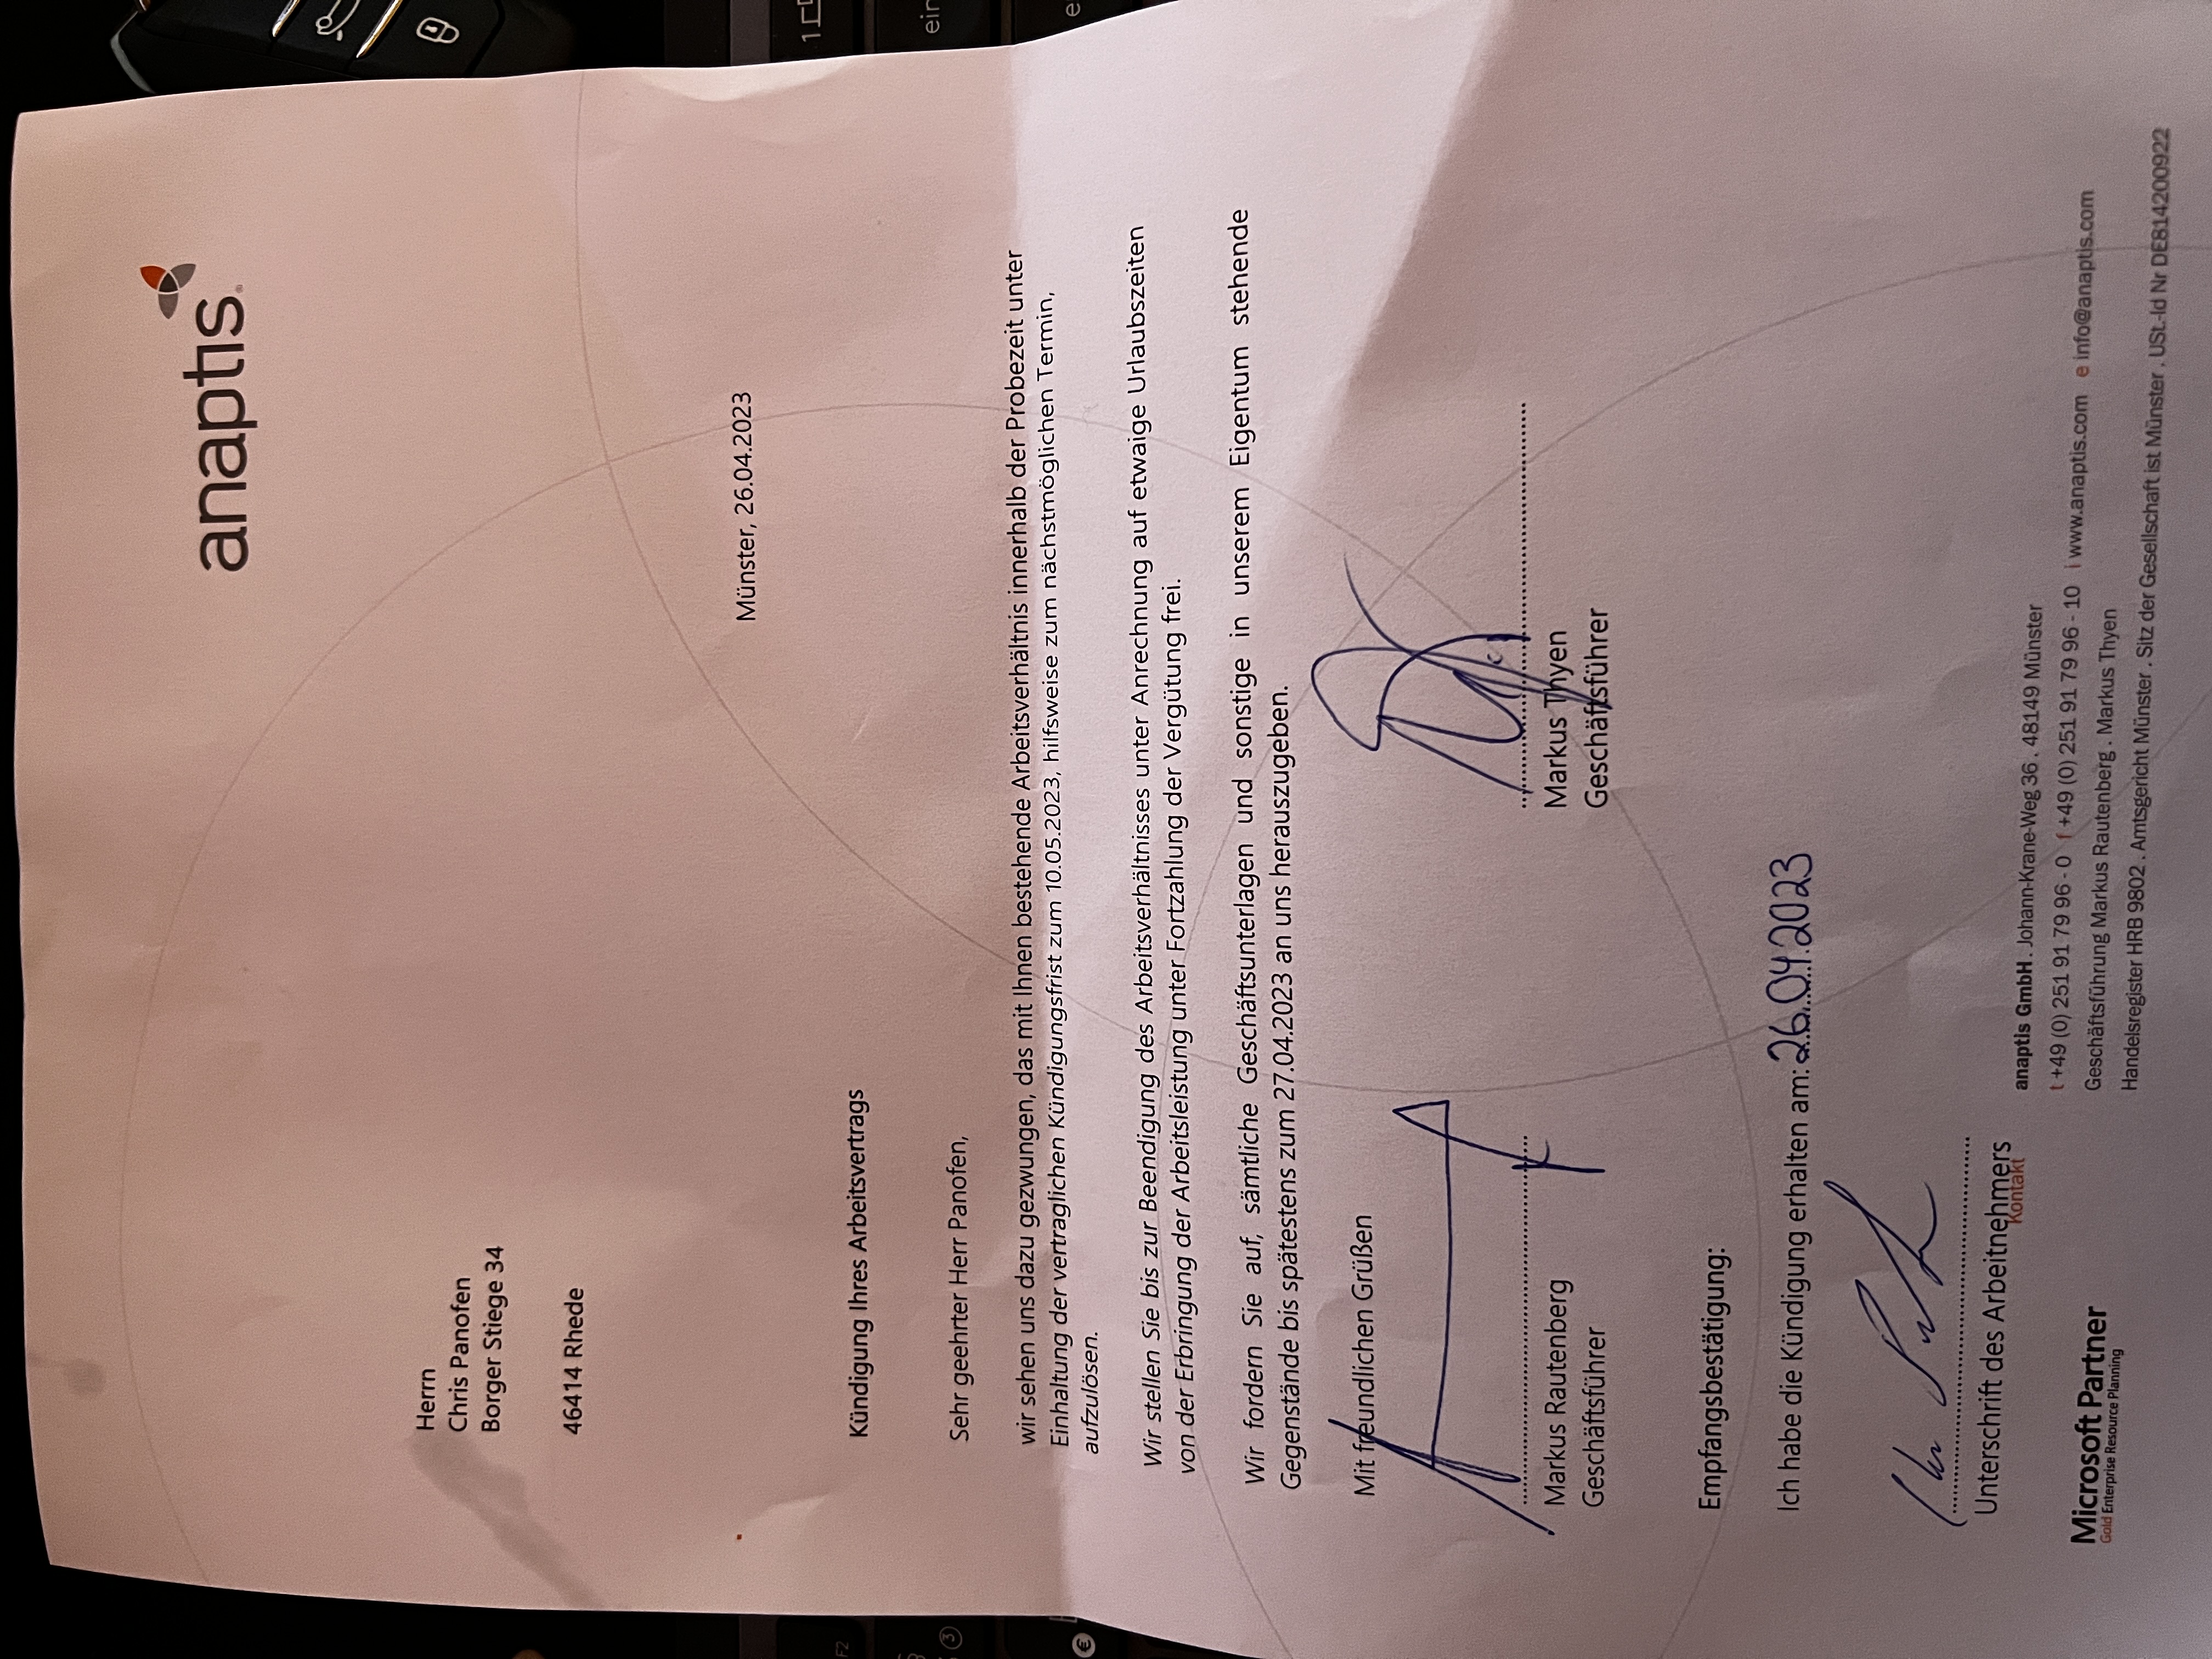 anaptis
Herrn
Chris Panofen
Borger Stiege 34
46414 Rhede
Münster, 26.04.2023
Kündigung Ihres Arbeitsvertrags
Sehr geehrter Herr Panofen,
wir sehen uns dazu gezwungen, das mit Ihnen bestehende Arbeitsverhältnis innerhalb der Probezeit unter
Einhaltung der vertraglichen Kündigungsfrist zum 10.05.2023, hilfsweise zum nächstmöglichen Termin,
aufzulösen.
Wir stellen Sie bis zur Beendigung des Arbeitsverhältnisses unter Anrechnung auf etwaige Urlaubszeiten
von der Erbringung der Arbeitsleistung unter Fortzahlung der Vergütung frei.
Wir fordern Sie auf, sämtliche Geschäftsunterlagen und sonstige in unserem Eigentum stehende
Gegenstände bis spätestens zum 27.04.2023 an uns herauszugeben.
Mit freundlichen Grüßen
Markus Rautenberg
Geschäftsführer
Markus Thyen
Geschäftsführer
Empfangsbestätigung:
Ich habe die Kündigung erhalten am: 26.04.2023
Unterschrift des Arbeitnehmers
Kontakt
anaptis GmbH . Johann-Krane-Weg 36 . 48149 Münster
t +49 (0) 251 91 79 96 - 0 f +49 (0) 251 91 79 96 - 10 i www.anaptis.com e info@anaptis.com
Geschäftsführung Markus Rautenberg . Markus Thyen
Handelsregister HRB 9802 . Amtsgericht Münster . Sitz der Gesellschaft ist Münster . USt.-Id Nr DE814200922
Microsoft Partner
Gold Enterprise Resource Planning
F2
3
€
1